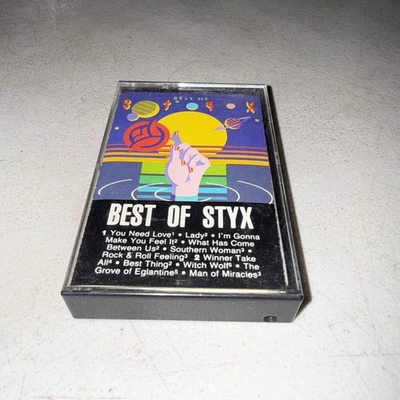 BEST OF
STYX
BEST OF STYX
1 You Need Love¹ • Lady² • I'm Gonna
Make You Feel It² • What Has Come
Between Us² • Southern Woman³ •
Rock & Roll Feeling³ 2 Winner Take
All⁴ • Best Thing² • Witch Wolf⁵ • The
Grove of Eglantine⁵ • Man of Miracles³